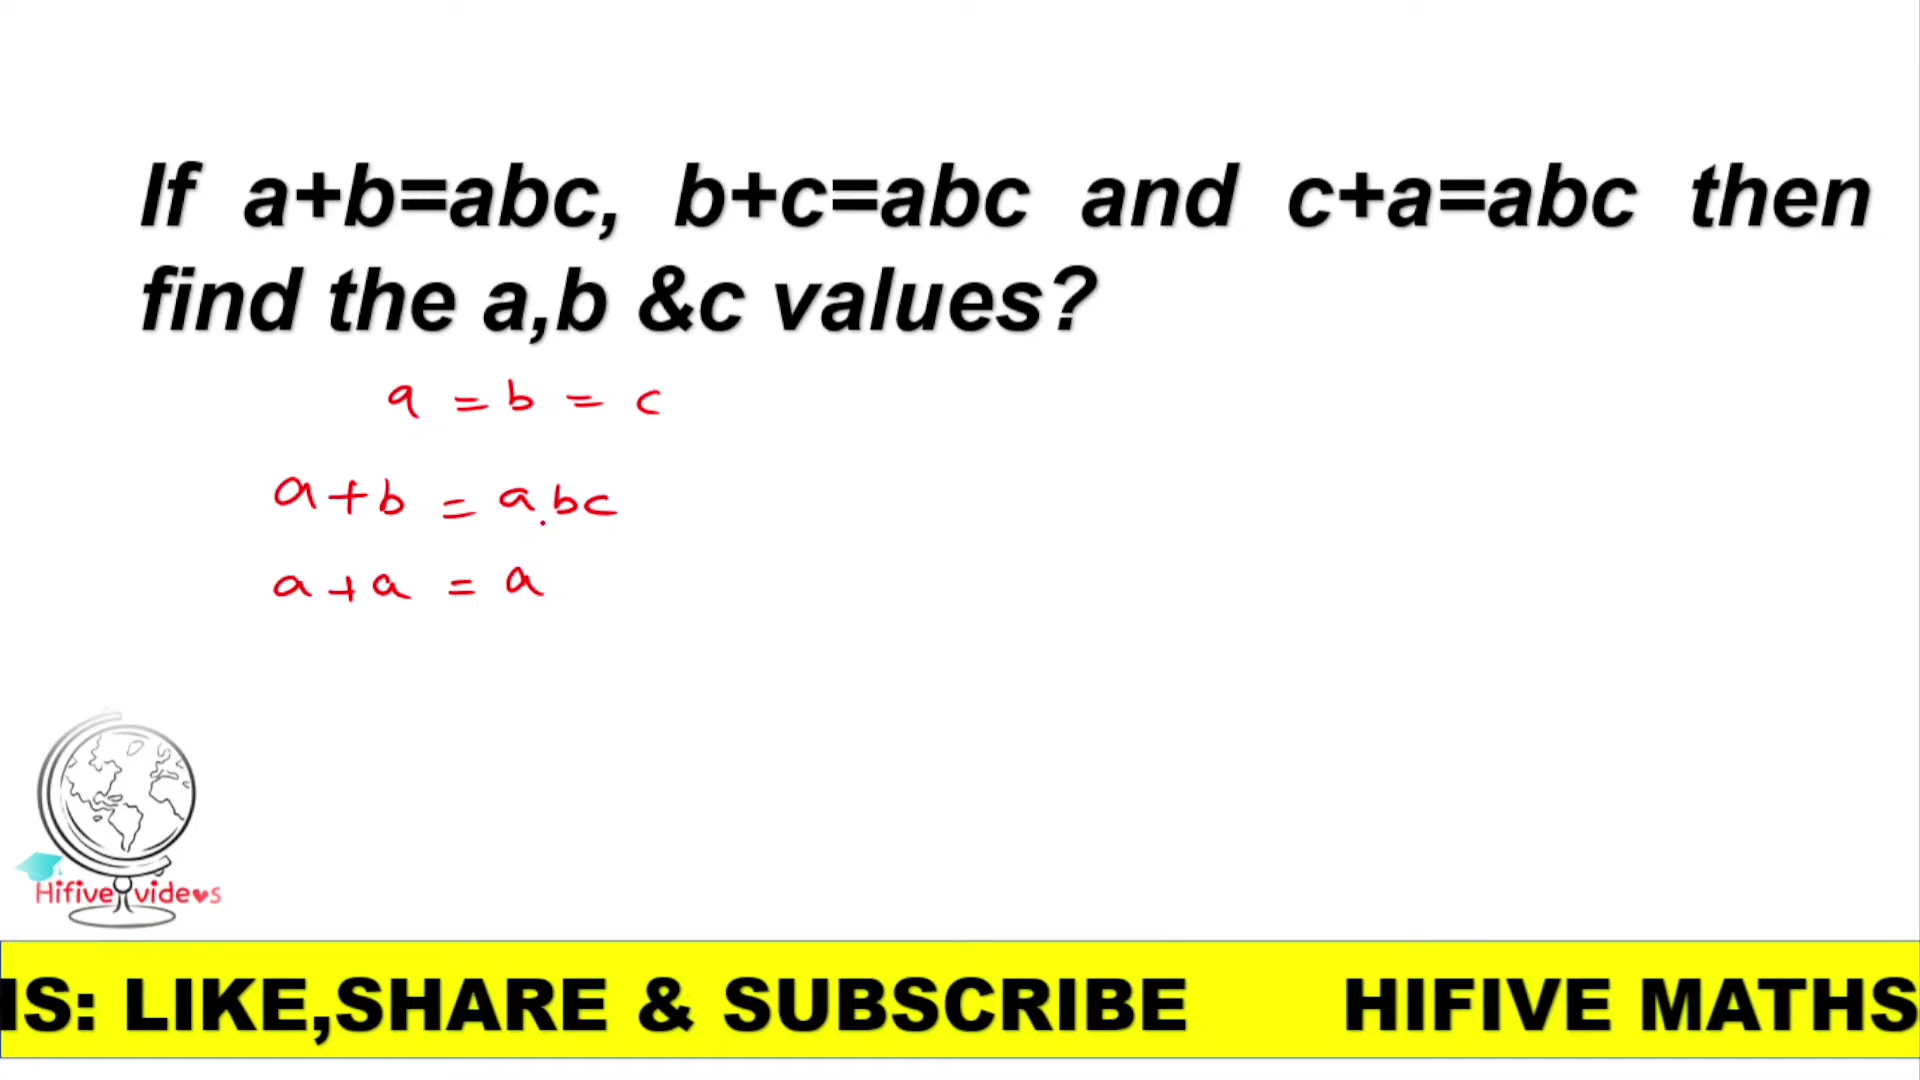 If a+b=abc, b+c=abc and c+a=abc then
find the a,b &c values?
a = b = c
a+b = a.bc
a+a = a
Hifive videos
IS: LIKE,SHARE & SUBSCRIBE HIFIVE MATHS